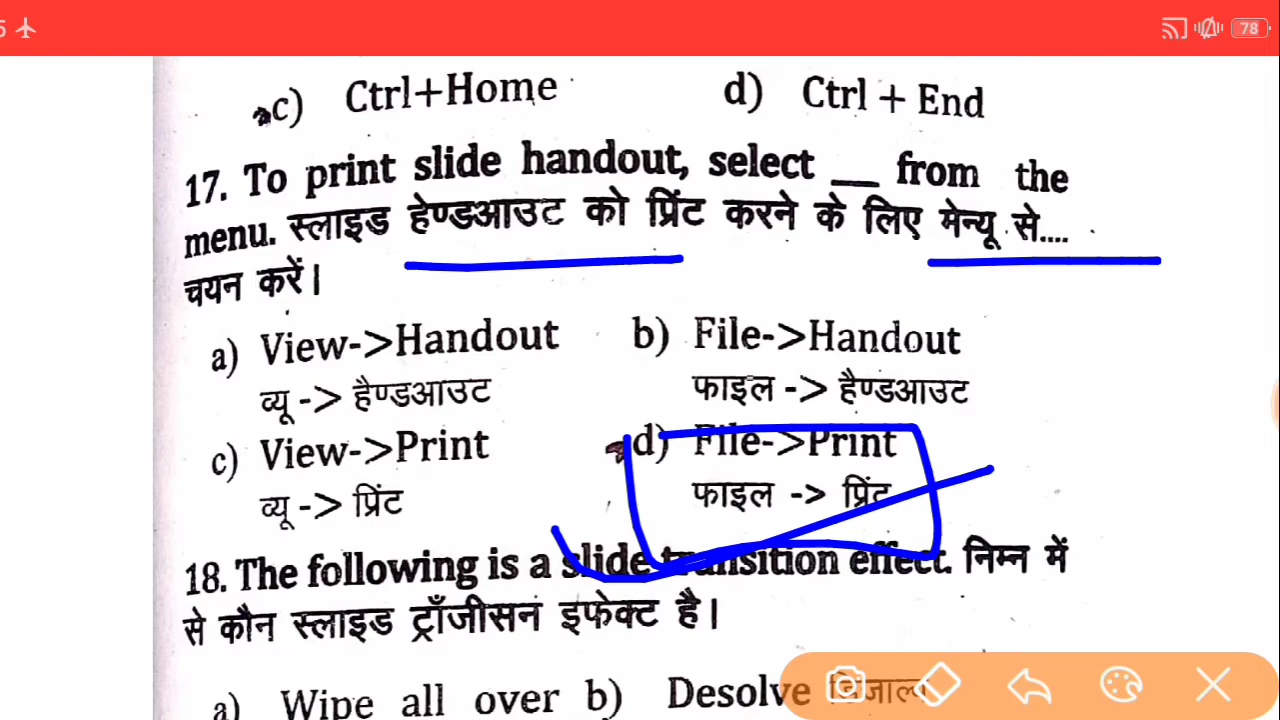 5
78
c) Ctrl+Home d) Ctrl + End
17. To print slide handout, select __ from the
menu. स्लाइड हेण्डआउट को प्रिंट करने के लिए मेन्यू से....
चयन करें।
a) View->Handout b) File->Handout
व्यू -> हैण्डआउट फाइल -> हैण्डआउट
c) View->Print d) File->Print
व्यू -> प्रिंट फाइल -> प्रिंट
18. The following is a slide transition effect. निम्न में
से कौन स्लाइड ट्राँजीसन इफेक्ट है।
a) Wipe all over b) Desolve